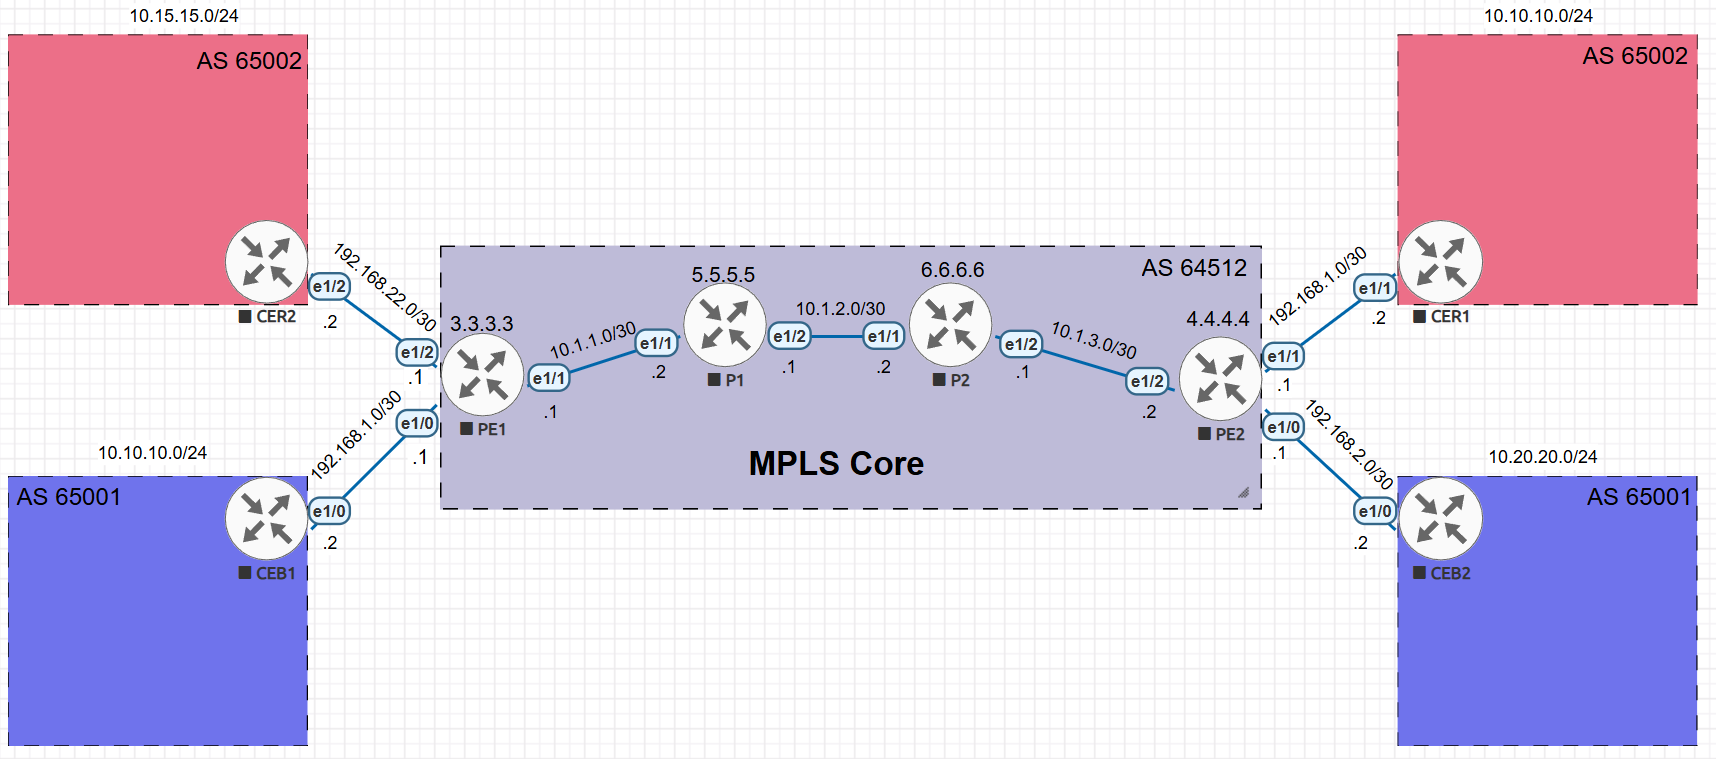 10.15.15.0/24
10.10.10.0/24
AS 65002
AS 65002
192.168.22.0/30
e1/2
.2
CER2
e1/2
.1
192.168.1.0/30
e1/1
.2
CER1
e1/1
.1
AS 64512
5.5.5.5
6.6.6.6
3.3.3.3
4.4.4.4
10.1.1.0/30
10.1.2.0/30
10.1.3.0/30
e1/1
.1
e1/1
.2
e1/2
.1
e1/1
.2
e1/2
.1
e1/2
.2
P1
P2
PE1
PE2
MPLS Core
192.168.1.0/30
e1/0
.1
e1/0
.2
10.10.10.0/24
AS 65001
CEB1
e1/0
.1
192.168.2.0/30
e1/0
.2
10.20.20.0/24
AS 65001
CEB2